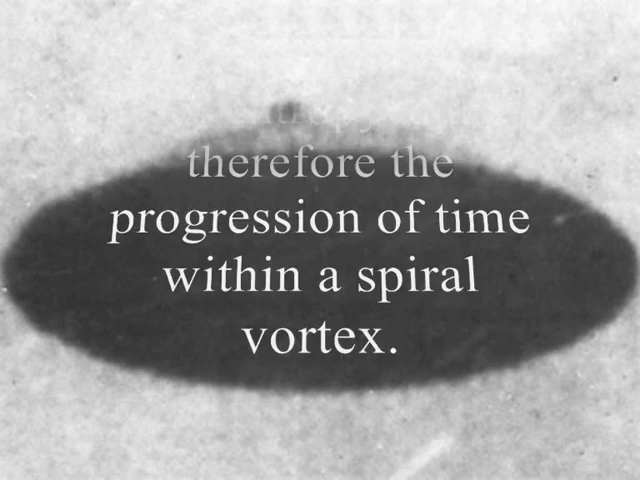 therefore the
progression of time
within a spiral
vortex.